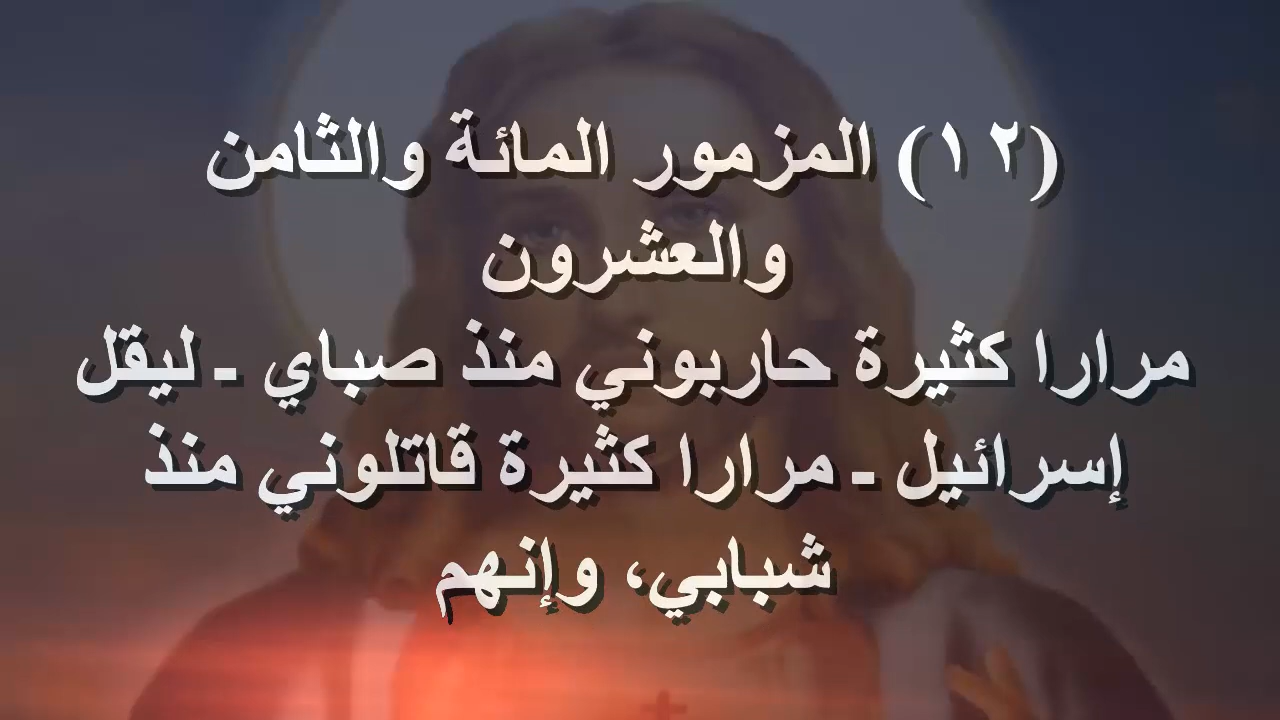 (١٢) المزمور المائة والثامن
والعشرون
مرارا كثيرة حاربوني منذ صباي ـ ليقل
إسرائيل ـ مرارا كثيرة قاتلوني منذ
شبابي، وإنهم